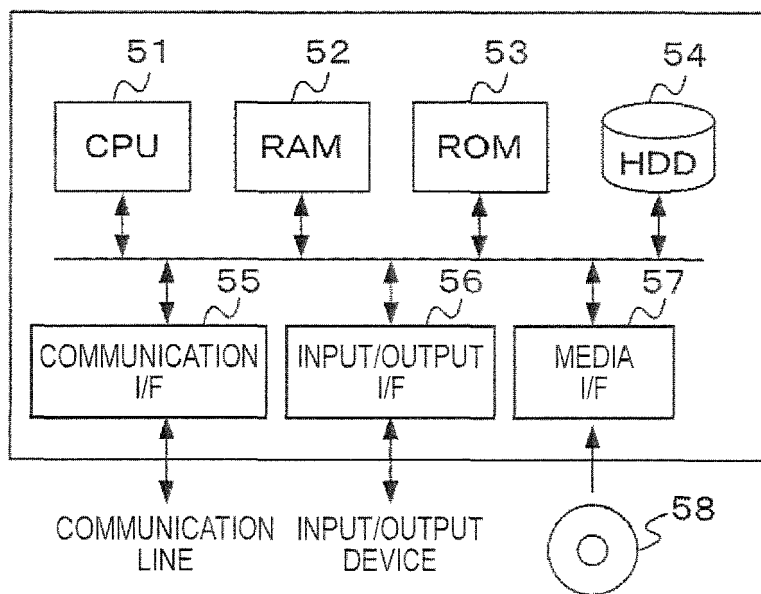 51
52
53
54
CPU
RAM
ROM
HDD
55
56
57
COMMUNICATION
I/F
INPUT/OUTPUT
I/F
MEDIA
I/F
COMMUNICATION
LINE
INPUT/OUTPUT
DEVICE
58